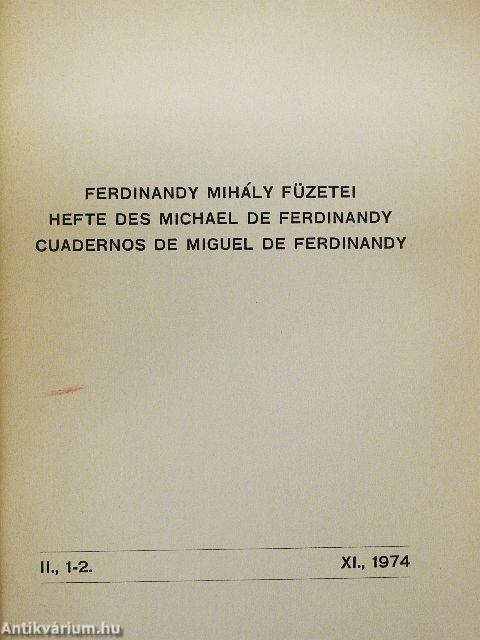 FERDINANDY MIHÁLY FÜZETEI
HEFTE DES MICHAEL DE FERDINANDY
CUADERNOS DE MIGUEL DE FERDINANDY
II., 1-2. XI., 1974
Antikvárium.hu